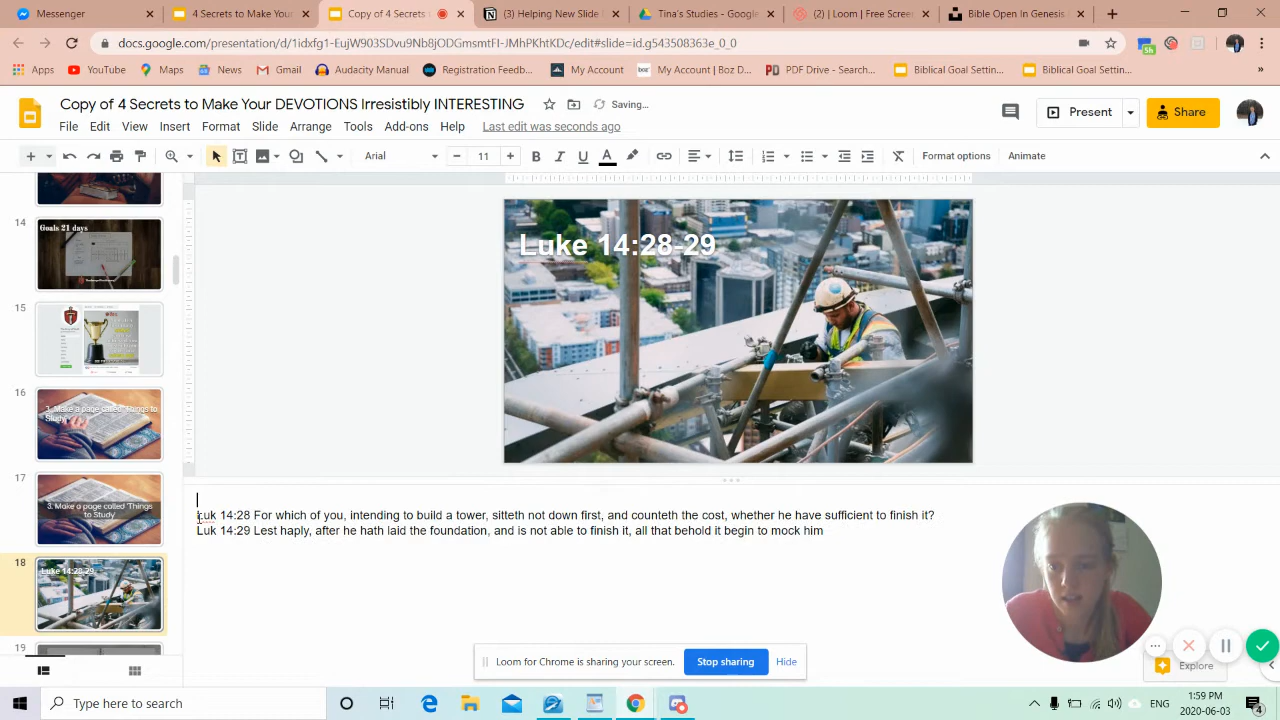 (3) Messenger
4 Secrets to Make Your
Copy of 4 Secrets
(3) Helping New Slides
Tina's Studies - Goog
(2) | Loom | Free Screen
Book Open In Genesis.
docs.google.com/presentation/d/1idxfg1-EujW903SDvu9Nb8jODGmsmtFI-JMhPKhtKDc/edit#slide=id.g543508363e_0_0
5h
Apps YouTube Maps News Gmail Audacity Manual Registration Feedb... My Account boz My Account | Boz D... PDF Drive - Search... Biblical Goal Settin... Biblical Goal Settin... »
Copy of 4 Secrets to Make Your DEVOTIONS Irresistibly INTERESTING Saving...
File Edit View Insert Format Slide Arrange Tools Add-ons Help Last edit was seconds ago
Present Share
Arial 11 B I U A Format options Animate
14
Goals 21 days
15
16
3. Make a page called 'Things to
Study'
17
3. Make a page called 'Things
to Study'
18
Luke 14:28-29
19
Luke 14:28-29
Luk 14:28 For which of you, intending to build a tower, sitteth not down first, and counteth the cost, whether he have sufficient to finish it?
Luk 14:29 Lest haply, after he hath laid the foundation, and is not able to finish it, all that behold it begin to mock him
Loom for Chrome is sharing your screen. Stop sharing Hide
Explore
Type here to search
ENG
1:59 PM
2020-06-03
4